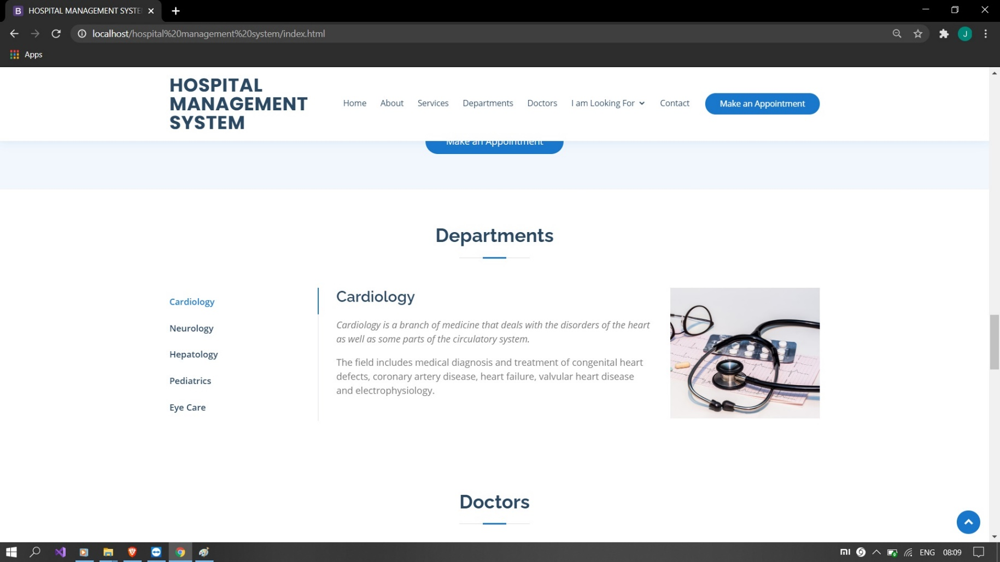 HOSPITAL MANAGEMENT SYSTE
localhost/hospital%20management%20system/index.html
J
Apps
HOSPITAL
MANAGEMENT
SYSTEM
Home About Services Departments Doctors I am Looking For Contact Make an Appointment
Make an Appointment
Departments
Cardiology
Neurology
Hepatology
Pediatrics
Eye Care
Cardiology
Cardiology is a branch of medicine that deals with the disorders of the heart
as well as some parts of the circulatory system.
The field includes medical diagnosis and treatment of congenital heart
defects, coronary artery disease, heart failure, valvular heart disease
and electrophysiology.
Doctors
ENG 08:09